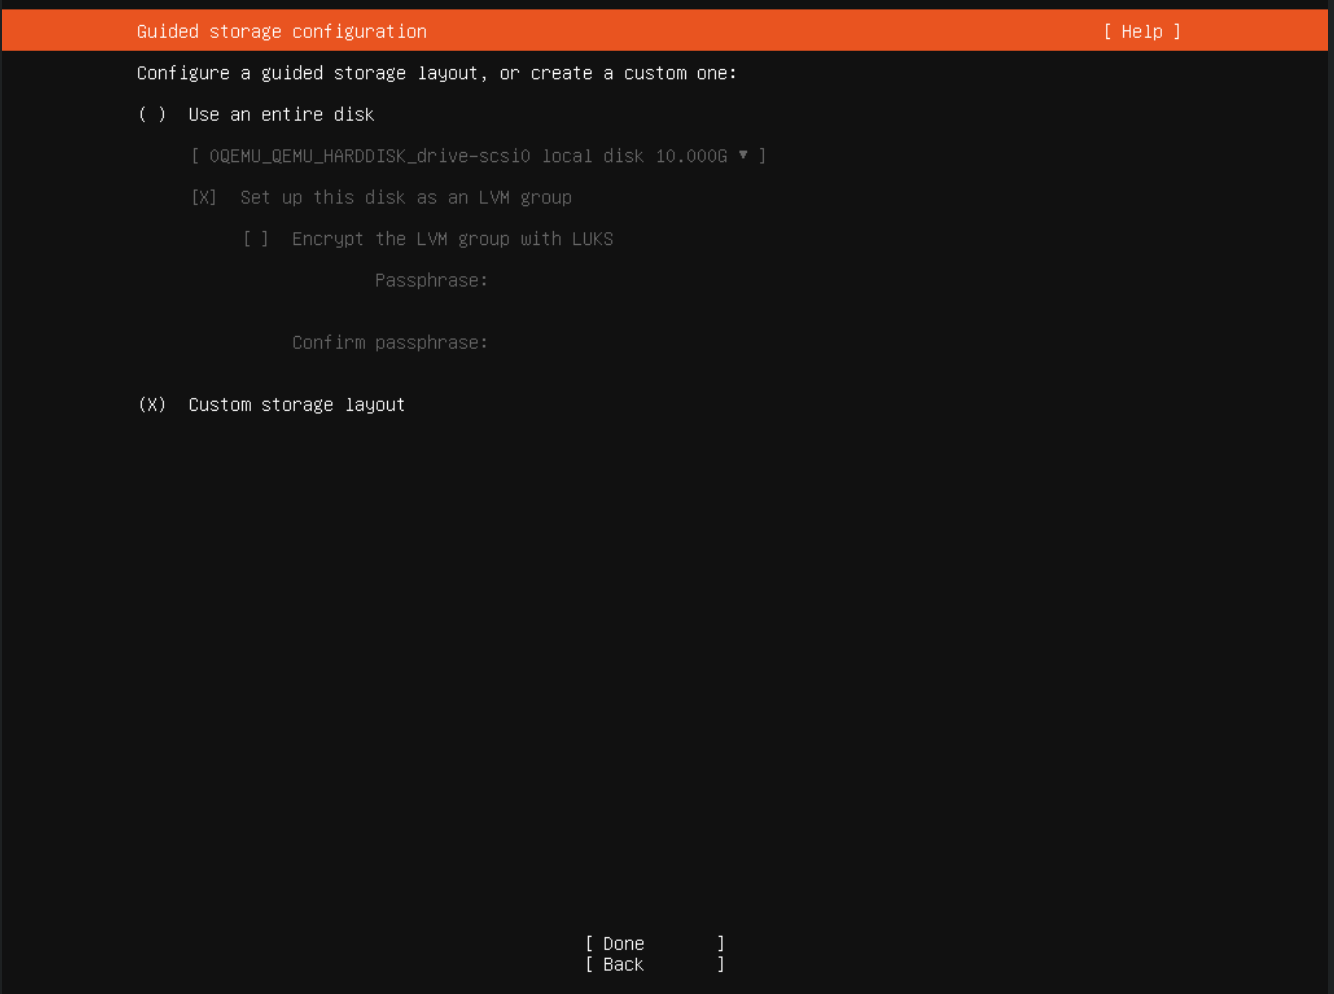 Guided storage configuration [ Help ]
Configure a guided storage layout, or create a custom one:
( ) Use an entire disk
[ 0QEMU_QEMU_HARDDISK_drive-scsi0 local disk 10.000G ▼ ]
[X] Set up this disk as an LVM group
[ ] Encrypt the LVM group with LUKS
Passphrase:
Confirm passphrase:
(X) Custom storage layout
[ Done ]
[ Back ]